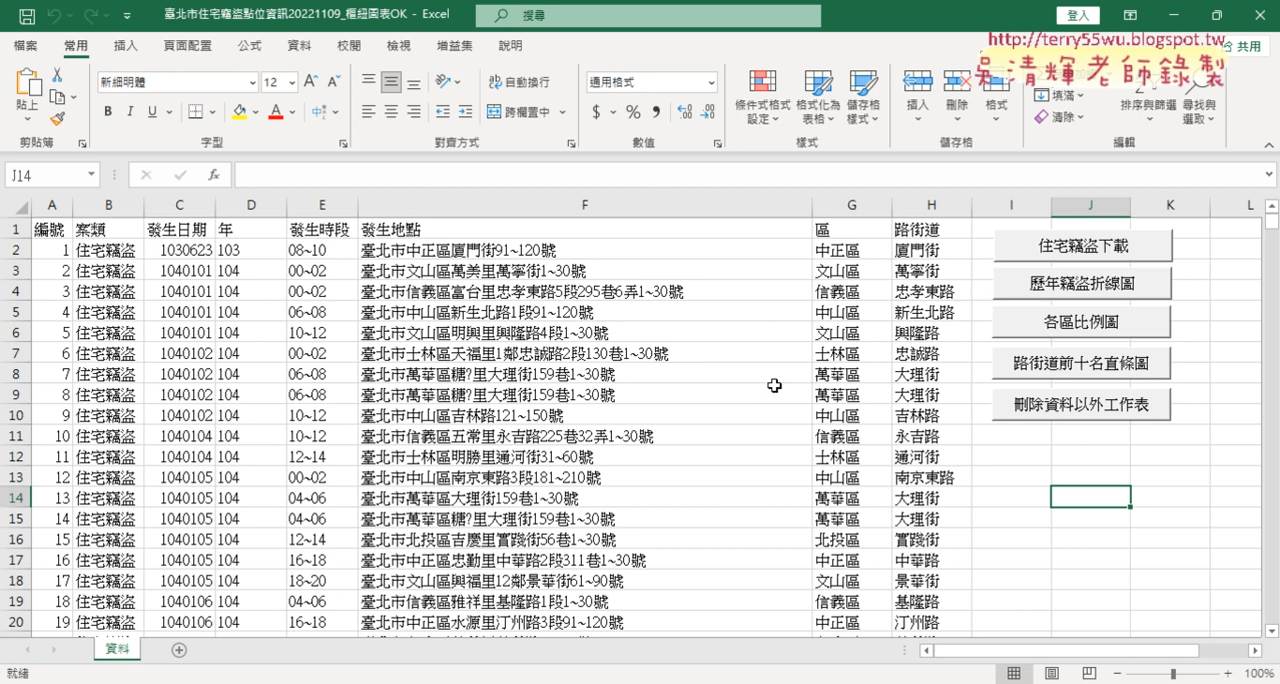 臺北市住宅竊盜點位資訊20221109_樞紐圖表OK - Excel
搜尋
登入
檔案 常用 插入 頁面配置 公式 資料 校閱 檢視 增益集 說明
共用
http://terry55wu.blogspot.tw
吳清輝老師錄製
貼上
新細明體 12
B I U
自動換行
跨欄置中
通用格式
$ % 9
條件式格式設定
格式化為表格
儲存格樣式
插入
刪除
格式
填滿
清除
排序與篩選
尋找與選取
剪貼簿 字型 對齊方式 數值 樣式 儲存格 編輯
J14
fx
A B C D E F G H I J K L
1 編號 案類 發生日期 年 發生時段 發生地點 區 路街道
2 1 住宅竊盜 1030623 103 08~10 臺北市中正區廈門街91~120號 中正區 廈門街
3 2 住宅竊盜 1040101 104 00~02 臺北市文山區萬美里萬寧街1~30號 文山區 萬寧街
4 3 住宅竊盜 1040101 104 00~02 臺北市信義區富台里忠孝東路5段295巷6弄1~30號 信義區 忠孝東路
5 4 住宅竊盜 1040101 104 06~08 臺北市中山區新生北路1段91~120號 中山區 新生北路
6 5 住宅竊盜 1040101 104 10~12 臺北市文山區明興里興隆路4段1~30號 文山區 興隆路
7 6 住宅竊盜 1040102 104 00~02 臺北市士林區天福里1鄰忠誠路2段130巷1~30號 士林區 忠誠路
8 7 住宅竊盜 1040102 104 06~08 臺北市萬華區糖?里大理街159巷1~30號 萬華區 大理街
9 8 住宅竊盜 1040102 104 06~08 臺北市萬華區糖?里大理街159巷1~30號 萬華區 大理街
10 9 住宅竊盜 1040102 104 10~12 臺北市中山區吉林路121~150號 中山區 吉林路
11 10 住宅竊盜 1040104 104 10~12 臺北市信義區五常里永吉路225巷32弄1~30號 信義區 永吉路
12 11 住宅竊盜 1040104 104 12~14 臺北市士林區明勝里通河街31~60號 士林區 通河街
13 12 住宅竊盜 1040105 104 00~02 臺北市中山區南京東路3段181~210號 中山區 南京東路
14 13 住宅竊盜 1040105 104 04~06 臺北市萬華區大理街159巷1~30號 萬華區 大理街
15 14 住宅竊盜 1040105 104 04~06 臺北市萬華區糖?里大理街159巷1~30號 萬華區 大理街
16 15 住宅竊盜 1040105 104 12~14 臺北市北投區吉慶里實踐街56巷1~30號 北投區 實踐街
17 16 住宅竊盜 1040105 104 16~18 臺北市中正區忠勤里中華路2段311巷1~30號 中正區 中華路
18 17 住宅竊盜 1040105 104 18~20 臺北市文山區興福里12鄰景華街61~90號 文山區 景華街
19 18 住宅竊盜 1040106 104 04~06 臺北市信義區雅祥里基隆路1段1~30號 信義區 基隆路
20 19 住宅竊盜 1040106 104 16~18 臺北市中正區水源里汀州路3段91~120號 中正區 汀州路
住宅竊盜下載
歷年竊盜折線圖
各區比例圖
路街道前十名直條圖
刪除資料以外工作表
資料
就緒
100%